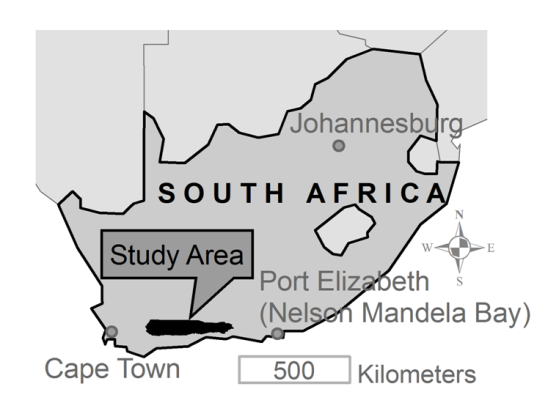 Johannesburg
SOUTH AFRICA
N
W E
S
Study Area
Port Elizabeth
(Nelson Mandela Bay)
Cape Town
500 Kilometers